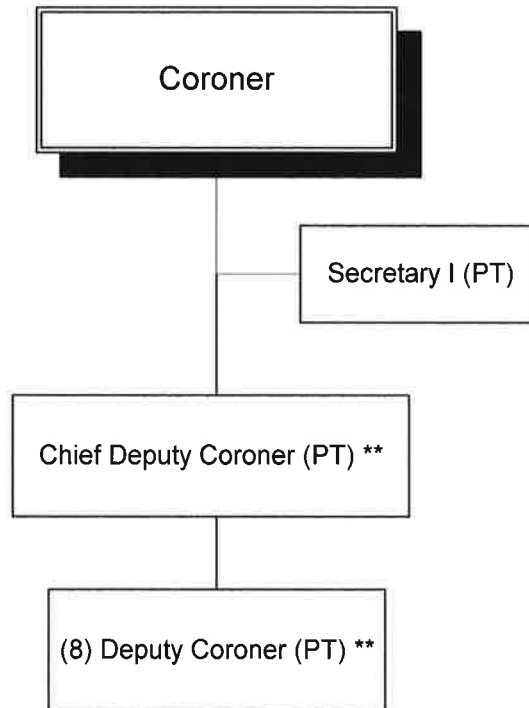 Coroner
Secretary I (PT)
Chief Deputy Coroner (PT) **
(8) Deputy Coroner (PT) **